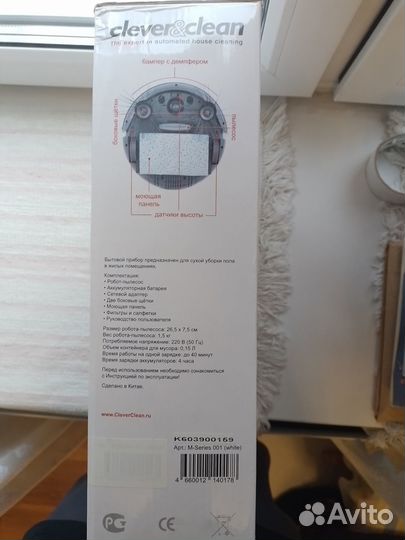 clever&clean
the expert in automated house cleaning
бампер с демпфером
боковые щётки
пылесос
моющая панель
датчики высоты
Бытовой прибор предназначен для сухой уборки пола
в жилых помещениях.
Комплектация:
• Робот-пылесос
• Аккумуляторная батарея
• Сетевой адаптер
• Две боковые щётки
• Моющая панель
• Фильтры и салфетки
• Руководство пользователя
Размер робота-пылесоса: 26,5 x 7,5 см
Вес робота-пылесоса: 1,5 кг
Потребляемое напряжение: 220 В (50 Гц)
Объем контейнера для мусора: 0,15 Л
Время работы на одной зарядке: до 40 минут
Время зарядки аккумуляторов: 4 часа
Перед использованием необходимо ознакомиться
с Инструкцией по эксплуатации!
Сделано в Китае.
www.CleverClean.ru
K603900169
Арт.: M-Series 001 (white)
4 660012 140178
РС
CE
Avito